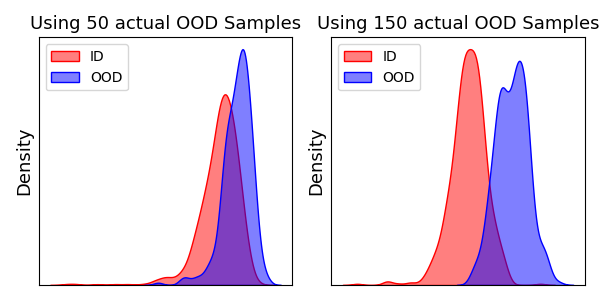 Using 50 actual OOD Samples
ID
OOD
Density
Using 150 actual OOD Samples
ID
OOD
Density